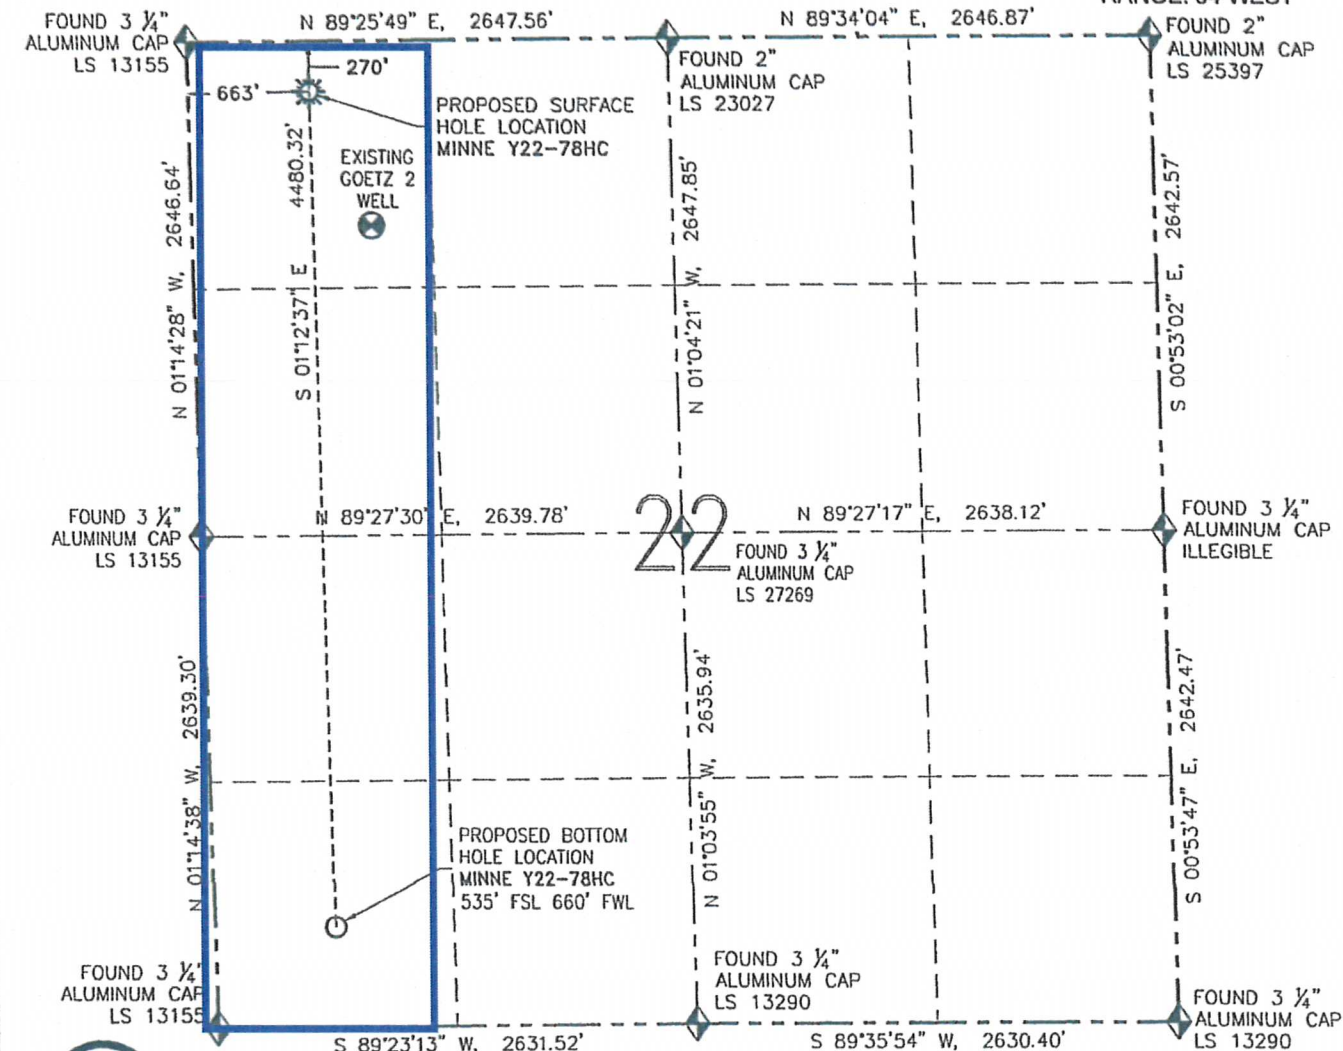 FOUND 3 ¼"
ALUMINUM CAP
LS 13155
N 89°25'49" E, 2647.56'
N 89°34'04" E, 2646.87'
FOUND 2"
ALUMINUM CAP
LS 25397
FOUND 2"
ALUMINUM CAP
LS 23027
270'
663'
PROPOSED SURFACE
HOLE LOCATION
MINNE Y22-78HC
EXISTING
GOETZ 2
WELL
4480.32'
S 01°12'37" E
N 01°14'28" W, 2646.64'
N 01°04'21" W, 2647.85'
S 00°53'02" E, 2642.57'
FOUND 3 ¼"
ALUMINUM CAP
LS 13155
N 89°27'30" E, 2639.78'
22
N 89°27'17" E, 2638.12'
FOUND 3 ¼"
ALUMINUM CAP
ILLEGIBLE
FOUND 3 ¼"
ALUMINUM CAP
LS 27269
N 01°14'38" W, 2639.30'
N 01°03'55" W, 2635.94'
S 00°53'47" E, 2642.47'
PROPOSED BOTTOM
HOLE LOCATION
MINNE Y22-78HC
535' FSL 660' FWL
FOUND 3 ¼"
ALUMINUM CAP
LS 13155
FOUND 3 ¼"
ALUMINUM CAP
LS 13290
FOUND 3 ¼"
ALUMINUM CAP
LS 13290
S 89°23'13" W, 2631.52'
S 89°35'54" W, 2630.40'